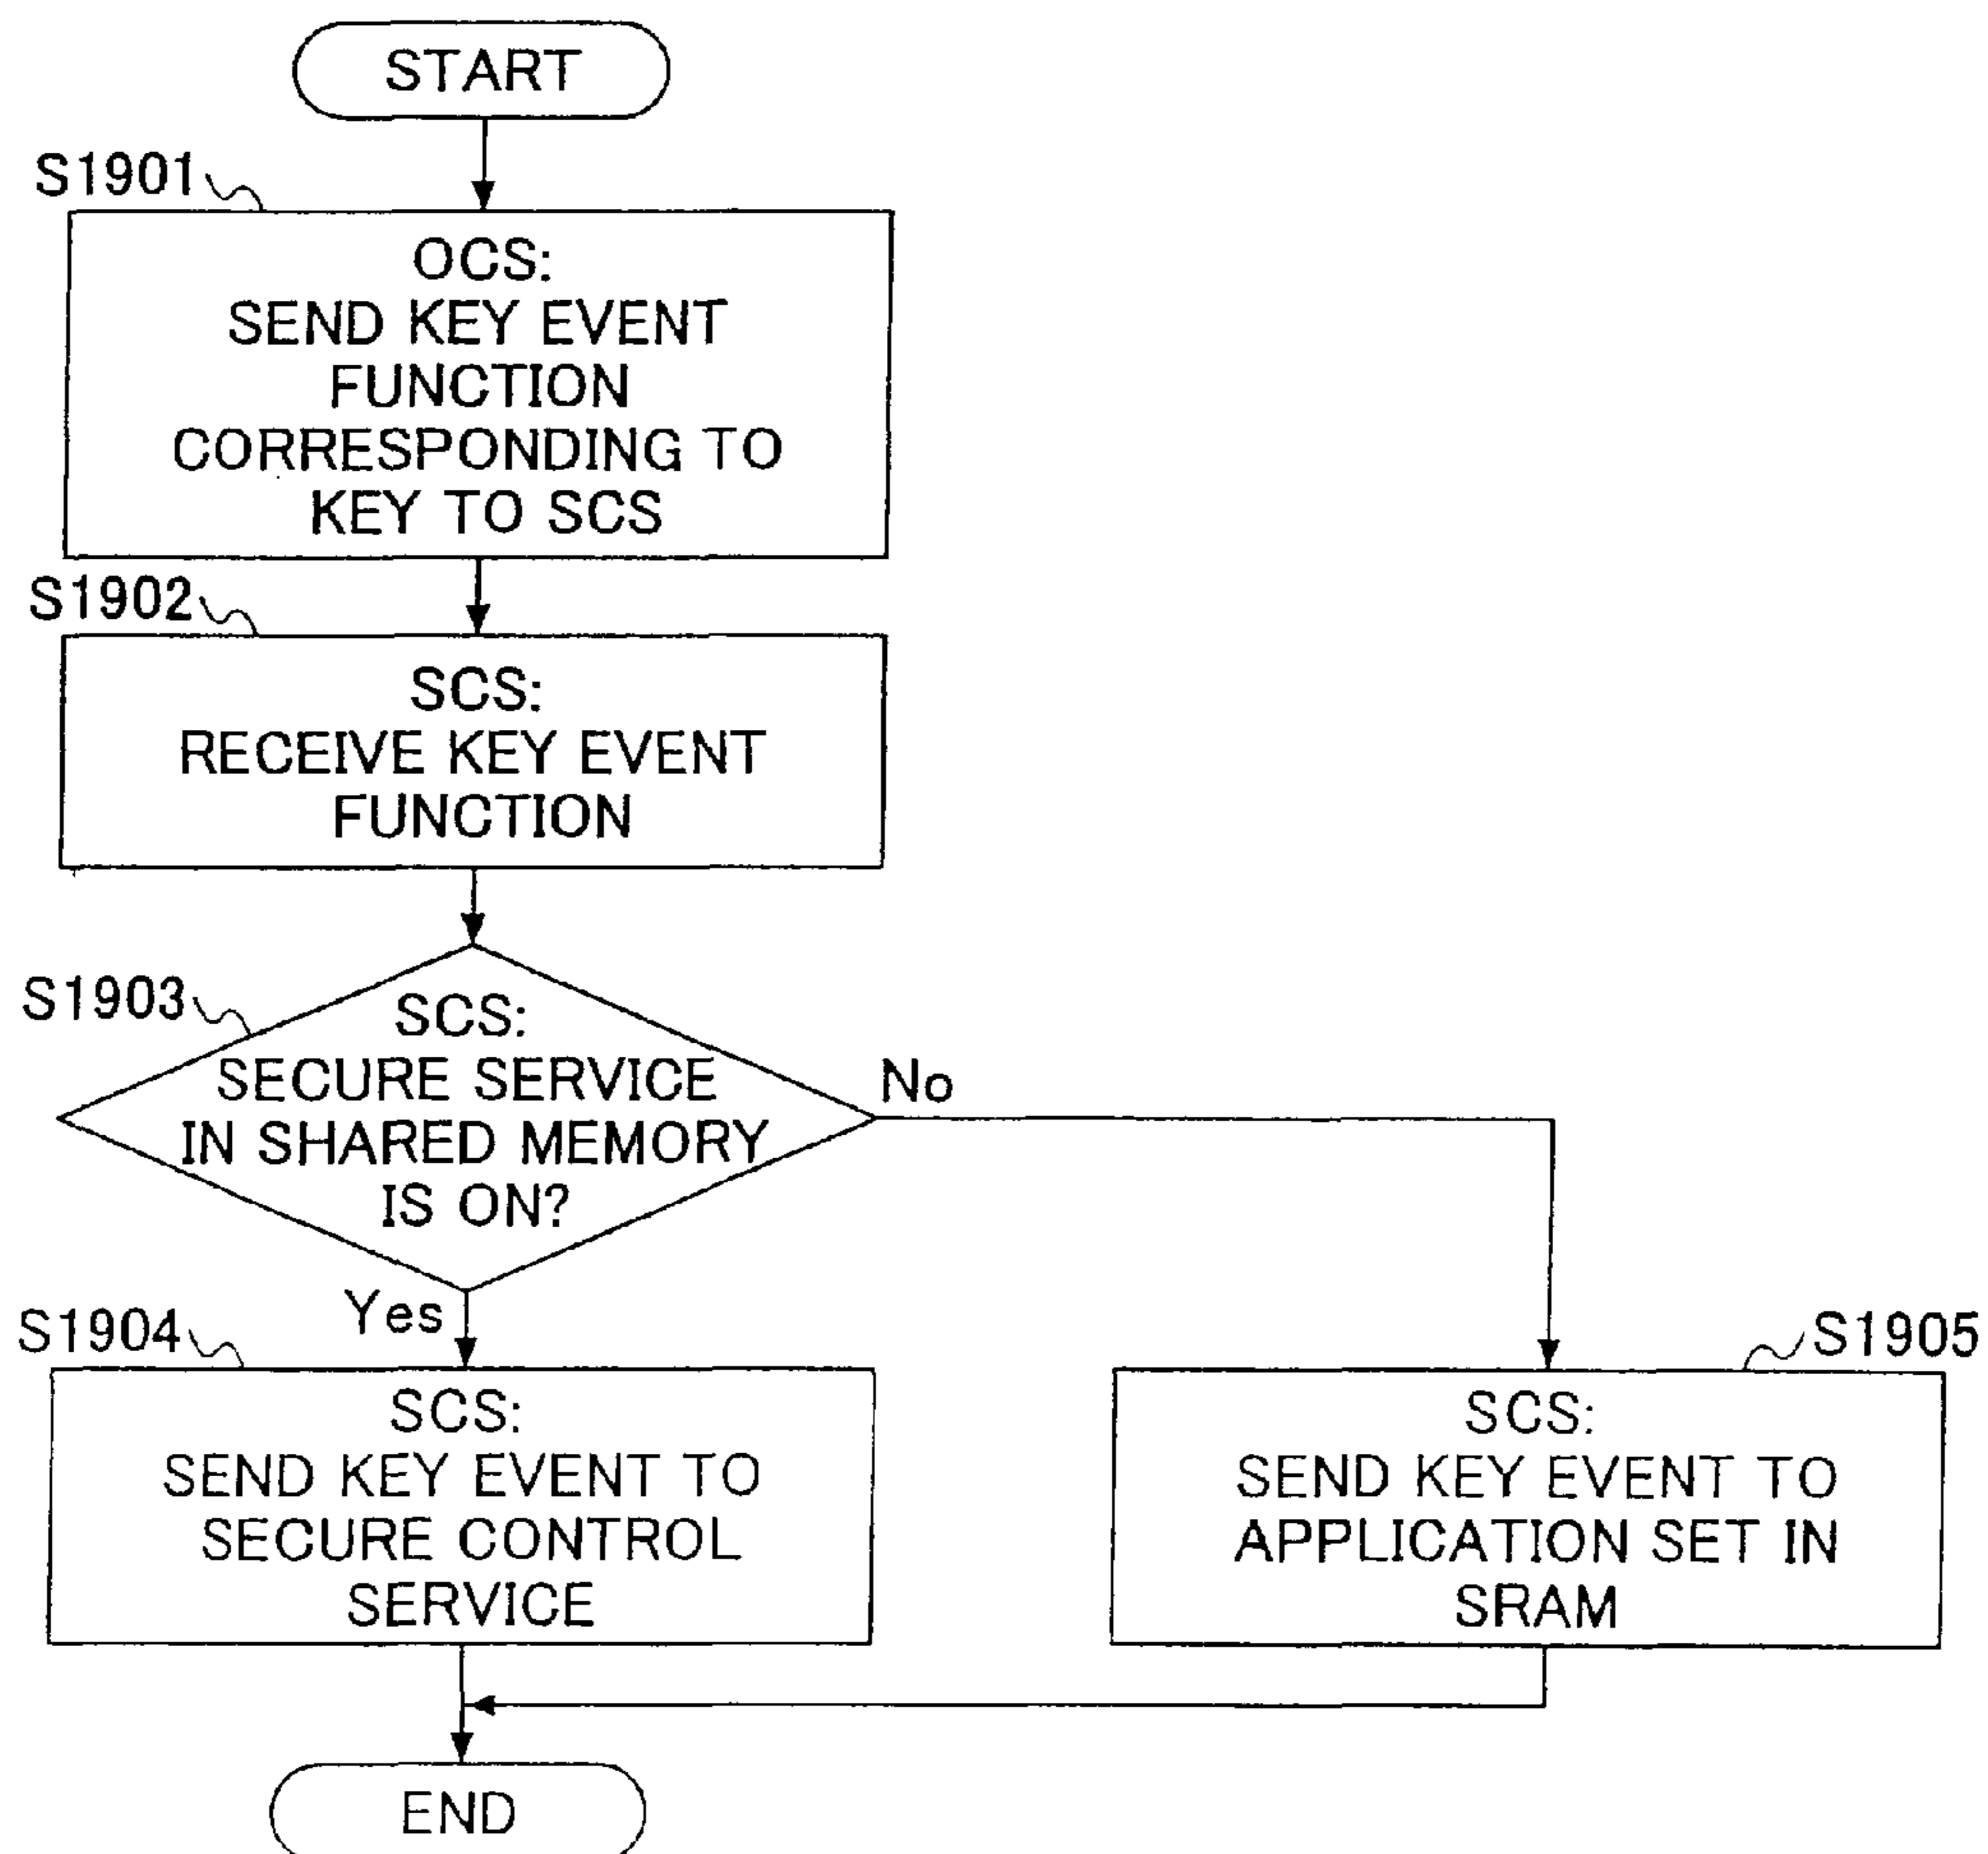 START
S1901
OCS:
SEND KEY EVENT
FUNCTION
CORRESPONDING TO
KEY TO SCS
S1902
SCS:
RECEIVE KEY EVENT
FUNCTION
S1903
SCS:
SECURE SERVICE
IN SHARED MEMORY
IS ON?
No
Yes
S1904
SCS:
SEND KEY EVENT TO
SECURE CONTROL
SERVICE
S1905
SCS:
SEND KEY EVENT TO
APPLICATION SET IN
SRAM
END